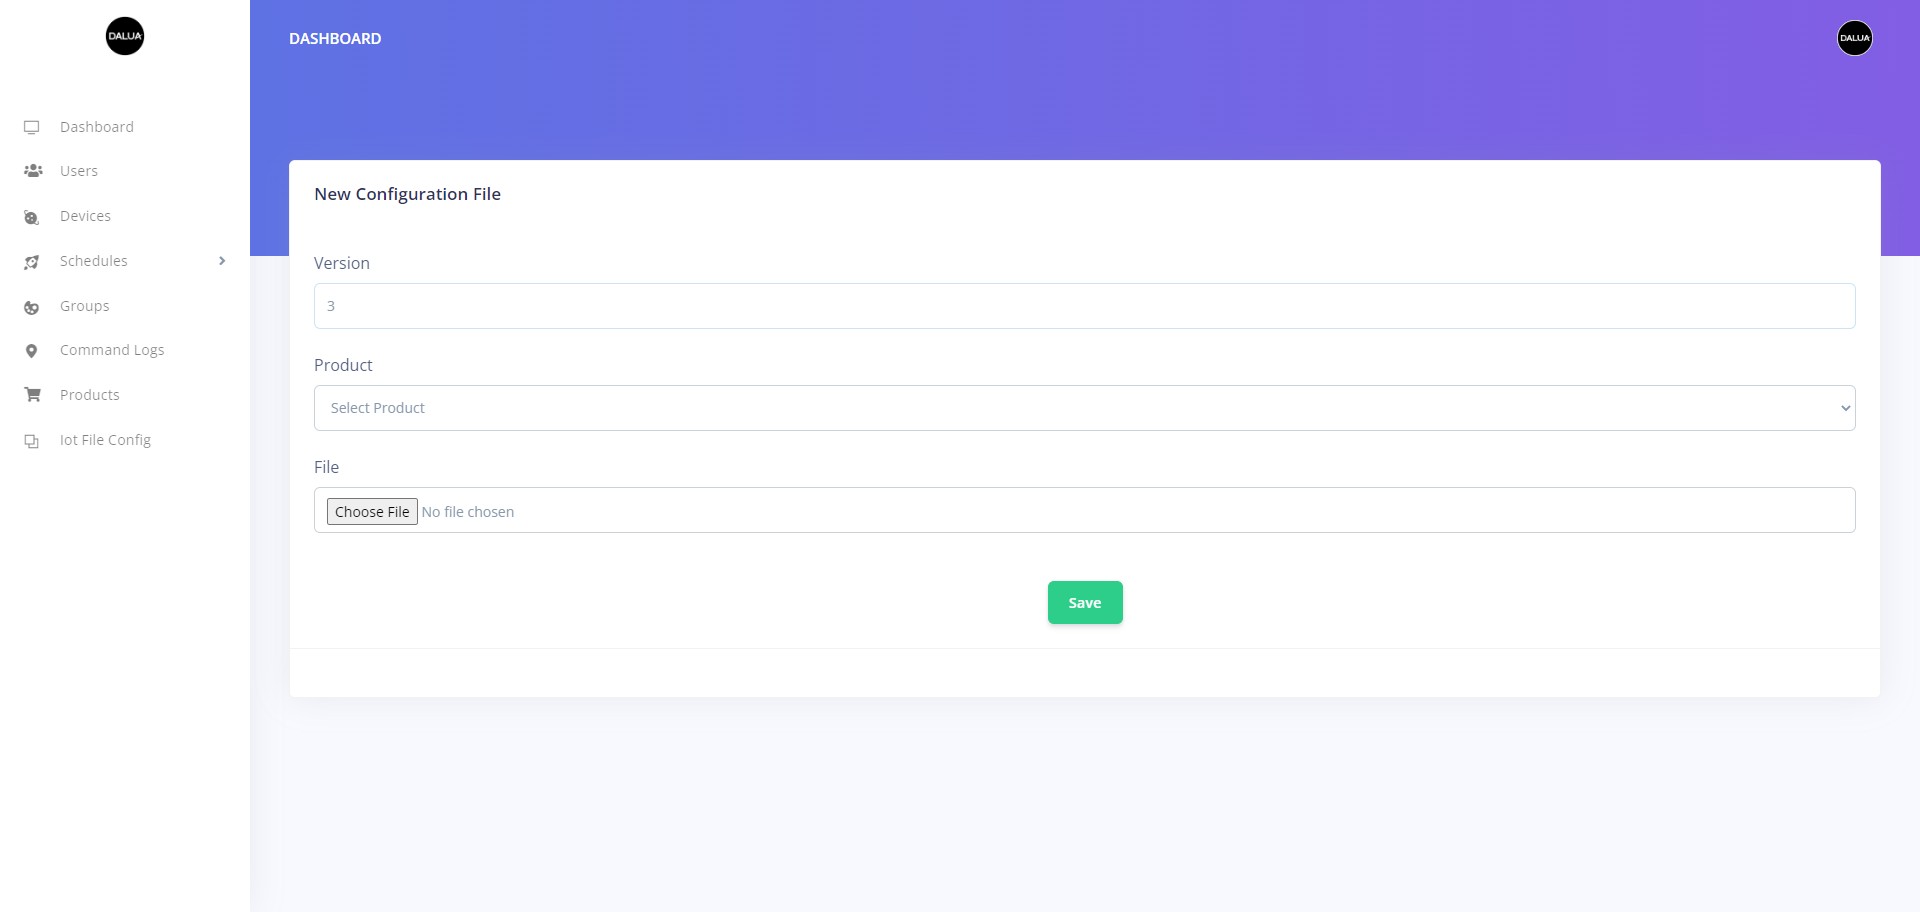 DALUA
Dashboard
Users
Devices
Schedules
Groups
Command Logs
Products
Iot File Config
DASHBOARD
DALUA
New Configuration File
Version
3
Product
Select Product
File
Choose File No file chosen
Save